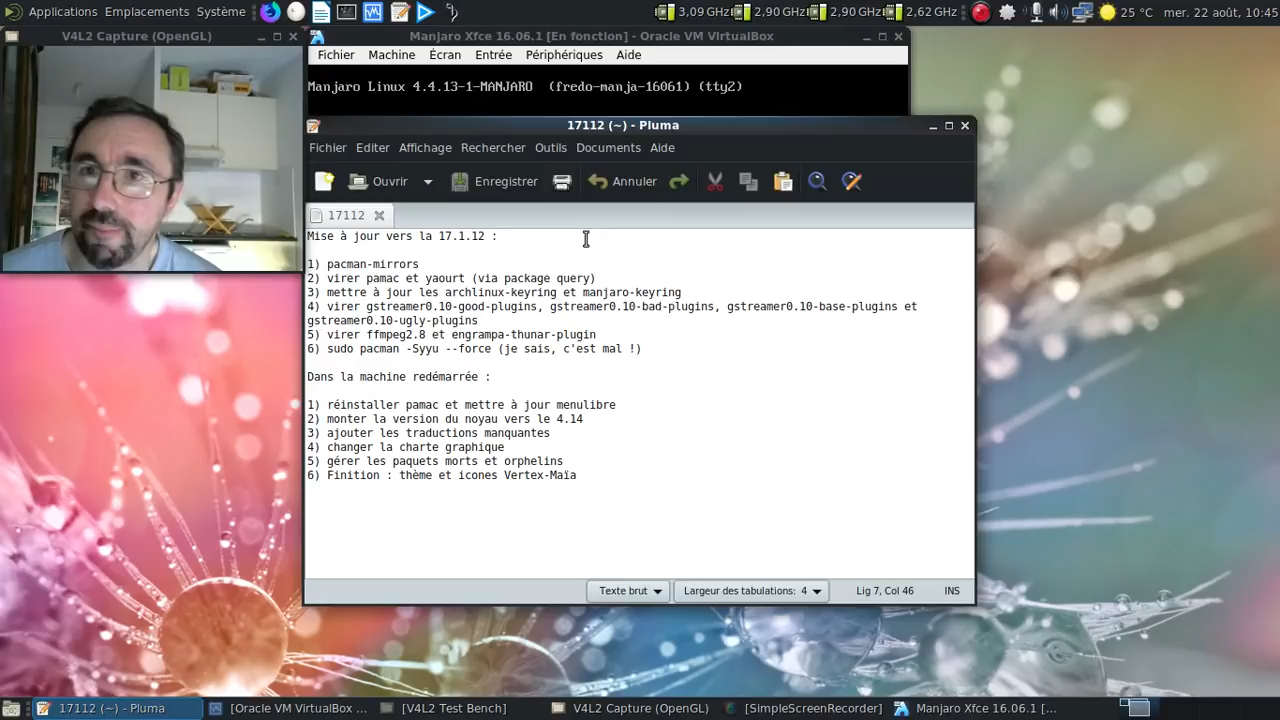 Applications Emplacements Système 3,09 GHz 2,90 GHz 2,90 GHz 2,62 GHz 25 °C mer. 22 août, 10:45
V4L2 Capture (OpenGL)
Manjaro Xfce 16.06.1 [En fonction] - Oracle VM VirtualBox
Fichier Machine Écran Entrée Périphériques Aide
Manjaro Linux 4.4.13-1-MANJARO (fredo-manja-16061) (tty2)
17112 (~) - Pluma
Fichier Editer Affichage Rechercher Outils Documents Aide
Ouvrir Enregistrer Annuler
17112
Mise à jour vers la 17.1.12 :
1) pacman-mirrors
2) virer pamac et yaourt (via package query)
3) mettre à jour les archlinux-keyring et manjaro-keyring
4) virer gstreamer0.10-good-plugins, gstreamer0.10-bad-plugins, gstreamer0.10-base-plugins et
gstreamer0.10-ugly-plugins
5) virer ffmpeg2.8 et engrampa-thunar-plugin
6) sudo pacman -Syyu --force (je sais, c'est mal !)
Dans la machine redémarrée :
1) réinstaller pamac et mettre à jour menulibre
2) monter la version du noyau vers le 4.14
3) ajouter les traductions manquantes
4) changer la charte graphique
5) gérer les paquets morts et orphelins
6) Finition : thème et icones Vertex-Maïa
Texte brut Largeur des tabulations: 4 Lig 7, Col 46 INS
17112 (~) - Pluma [Oracle VM VirtualBox ... [V4L2 Test Bench] V4L2 Capture (OpenGL) [SimpleScreenRecorder] Manjaro Xfce 16.06.1 [...